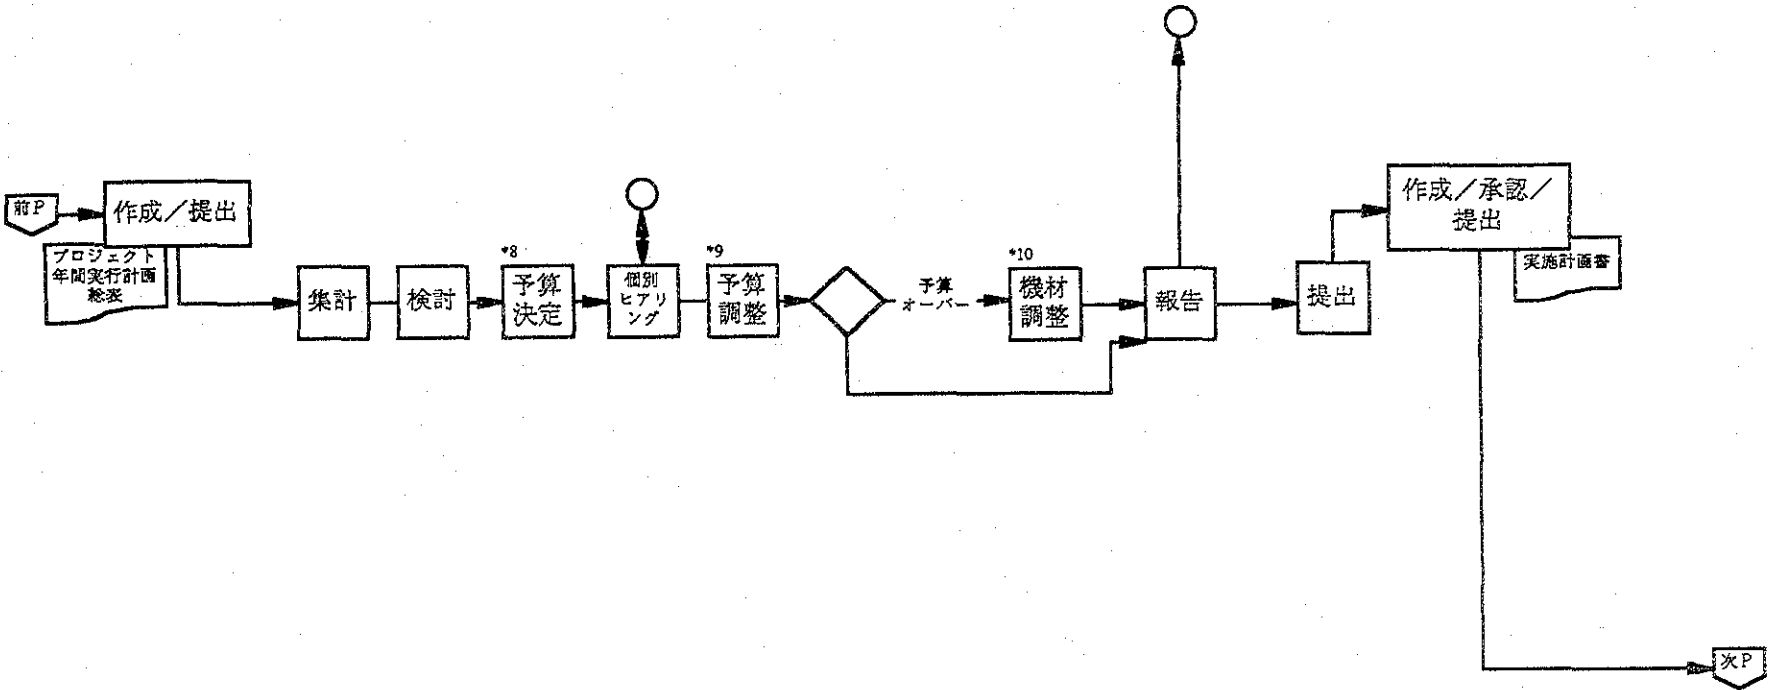 前P
作成／提出
プロジェクト
年間実行計画
総表
集計
検討
*8
予算
決定
個別
ヒアリ
ング
*9
予算
調整
予算
オーバー
*10
機材
調整
報告
提出
作成／承認／
提出
実施計画書
次P